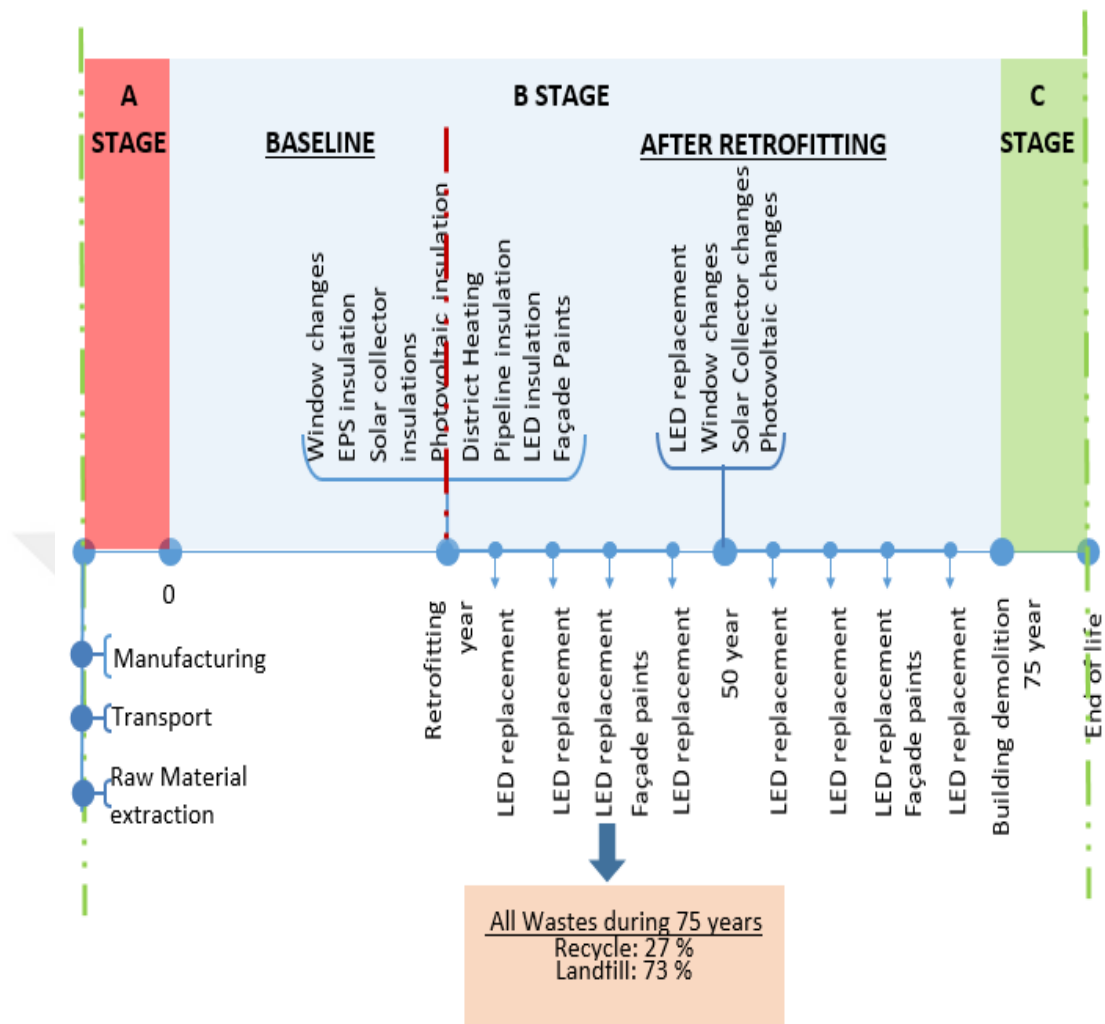 A
STAGE
B STAGE
C
STAGE
BASELINE
AFTER RETROFITTING
Window changes
EPS insulation
Solar collector
insulations
Photovoltaic insulation
District Heating
Pipeline insulation
LED insulation
Façade Paints
LED replacement
Window changes
Solar Collector changes
Photovoltaic changes
0
Manufacturing
Transport
Raw Material
extraction
Retrofitting
year
LED replacement
LED replacement
LED replacement
Façade paints
LED replacement
50 year
LED replacement
LED replacement
LED replacement
Façade paints
LED replacement
Building demolition
75 year
End of life
All Wastes during 75 years
Recycle: 27 %
Landfill: 73 %